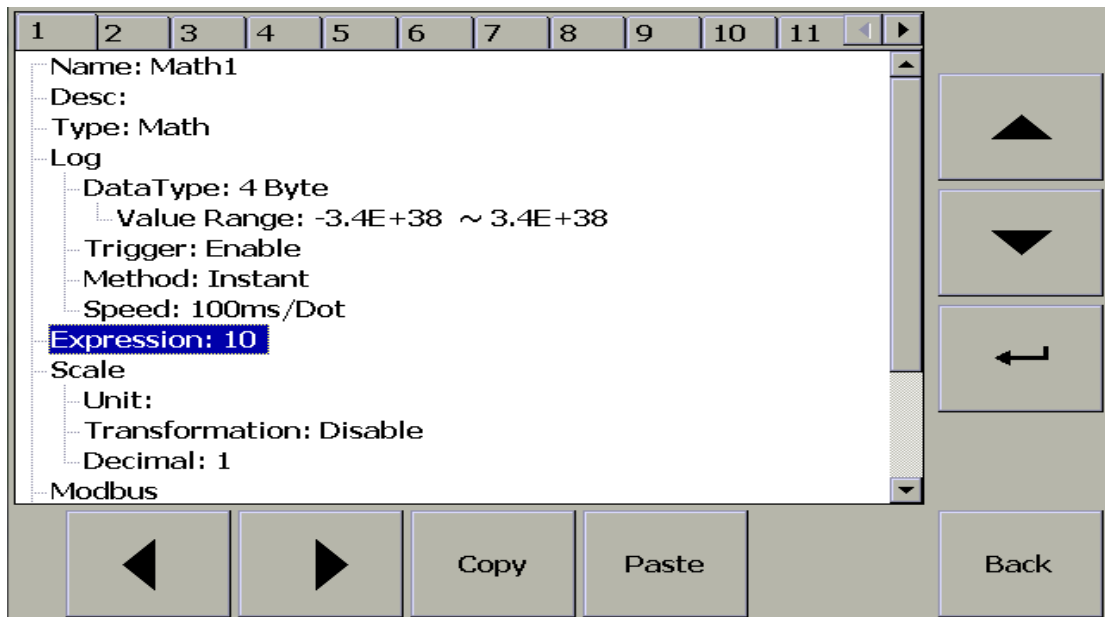 1 2 3 4 5 6 7 8 9 10 11
Name: Math1
Desc:
Type: Math
Log
DataType: 4 Byte
Value Range: -3.4E+38 ~ 3.4E+38
Trigger: Enable
Method: Instant
Speed: 100ms/Dot
Expression: 10
Scale
Unit:
Transformation: Disable
Decimal: 1
Modbus
Copy Paste Back